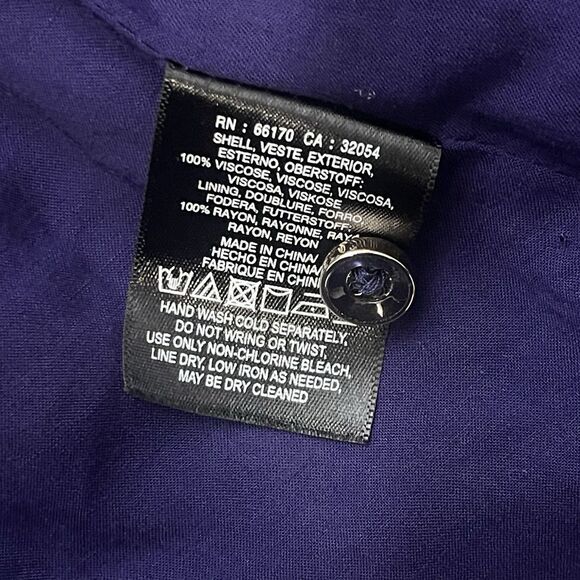 RN : 66170 CA : 32054
SHELL, VESTE, EXTERIOR,
ESTERNO, OBERSTOFF:
100% VISCOSE, VISCOSE, VISCOSA,
VISCOSA, VISKOSE
LINING, DOUBLURE, FORRO,
FODERA, FUTTERSTOFF:
100% RAYON, RAYONNE, RAYON,
RAYON, REYON
MADE IN CHINA/
HECHO EN CHINA/
FABRIQUE EN CHIN
HAND WASH COLD SEPARATELY,
DO NOT WRING OR TWIST,
USE ONLY NON-CHLORINE BLEACH,
LINE DRY, LOW IRON AS NEEDED,
MAY BE DRY CLEANED